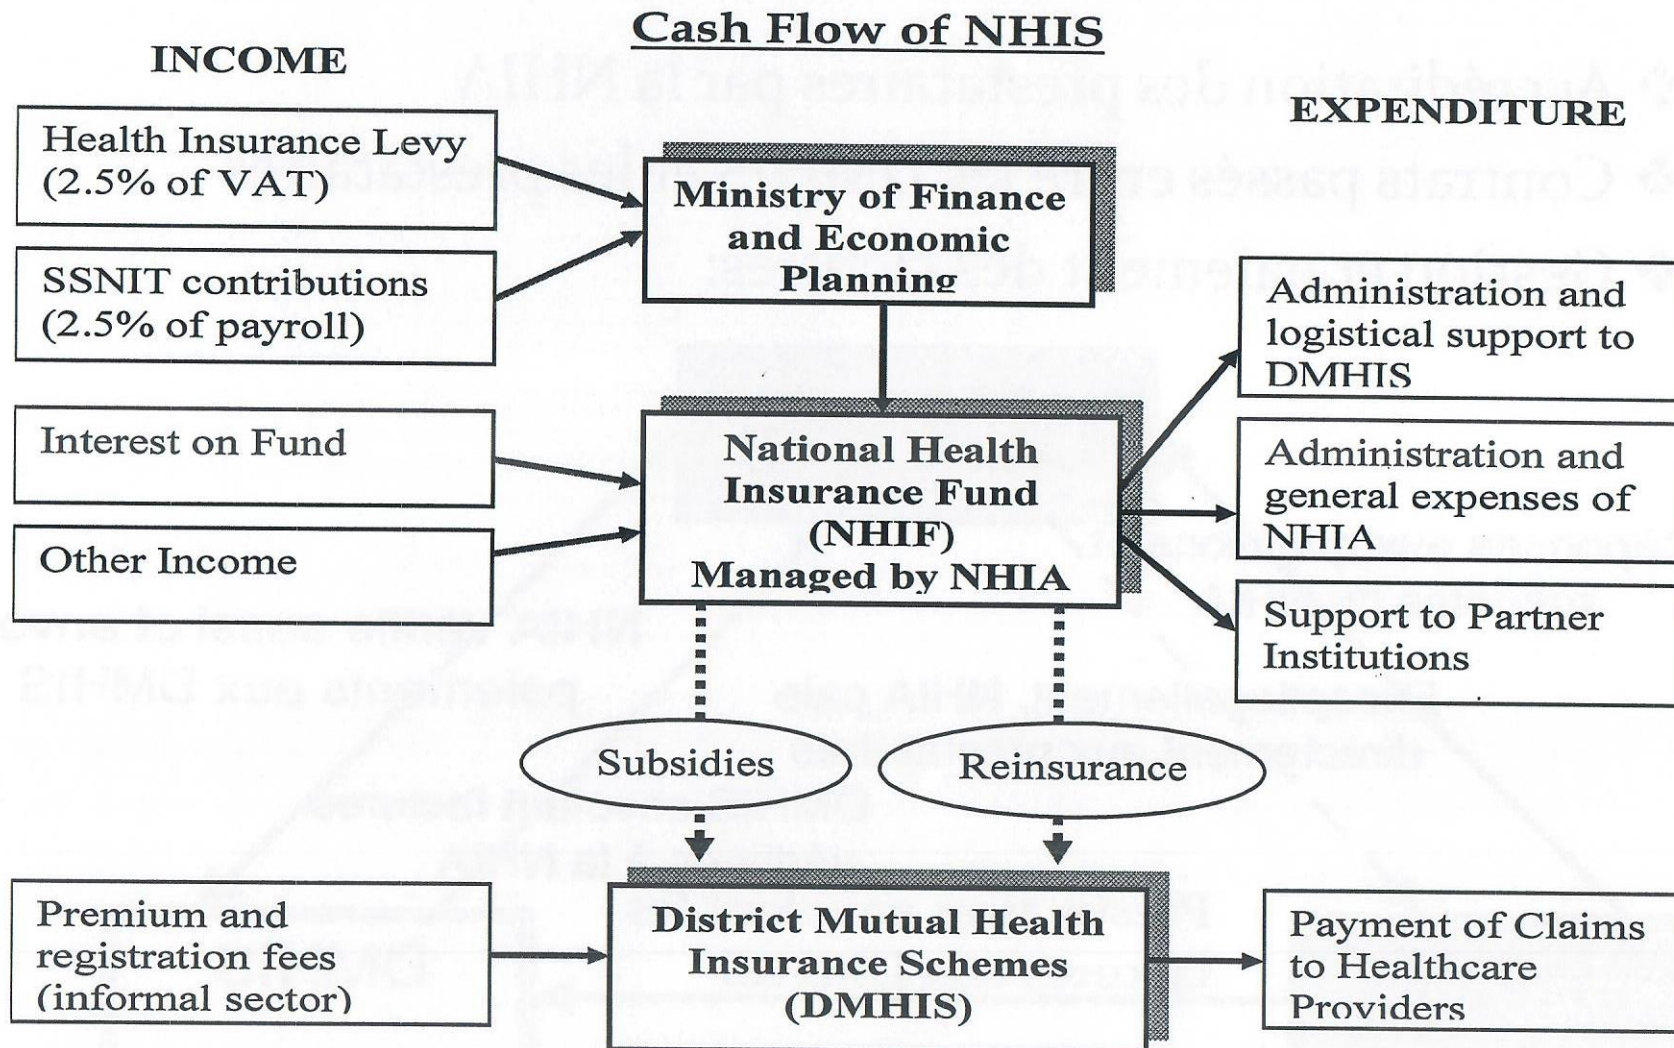 Cash Flow of NHIS
INCOME
Health Insurance Levy
(2.5% of VAT)
SSNIT contributions
(2.5% of payroll)
Interest on Fund
Other Income
Premium and
registration fees
(informal sector)
Ministry of Finance
and Economic
Planning
National Health
Insurance Fund
(NHIF)
Managed by NHIA
Subsidies
Reinsurance
District Mutual Health
Insurance Schemes
(DMHIS)
EXPENDITURE
Administration and
logistical support to
DMHIS
Administration and
general expenses of
NHIA
Support to Partner
Institutions
Payment of Claims
to Healthcare
Providers